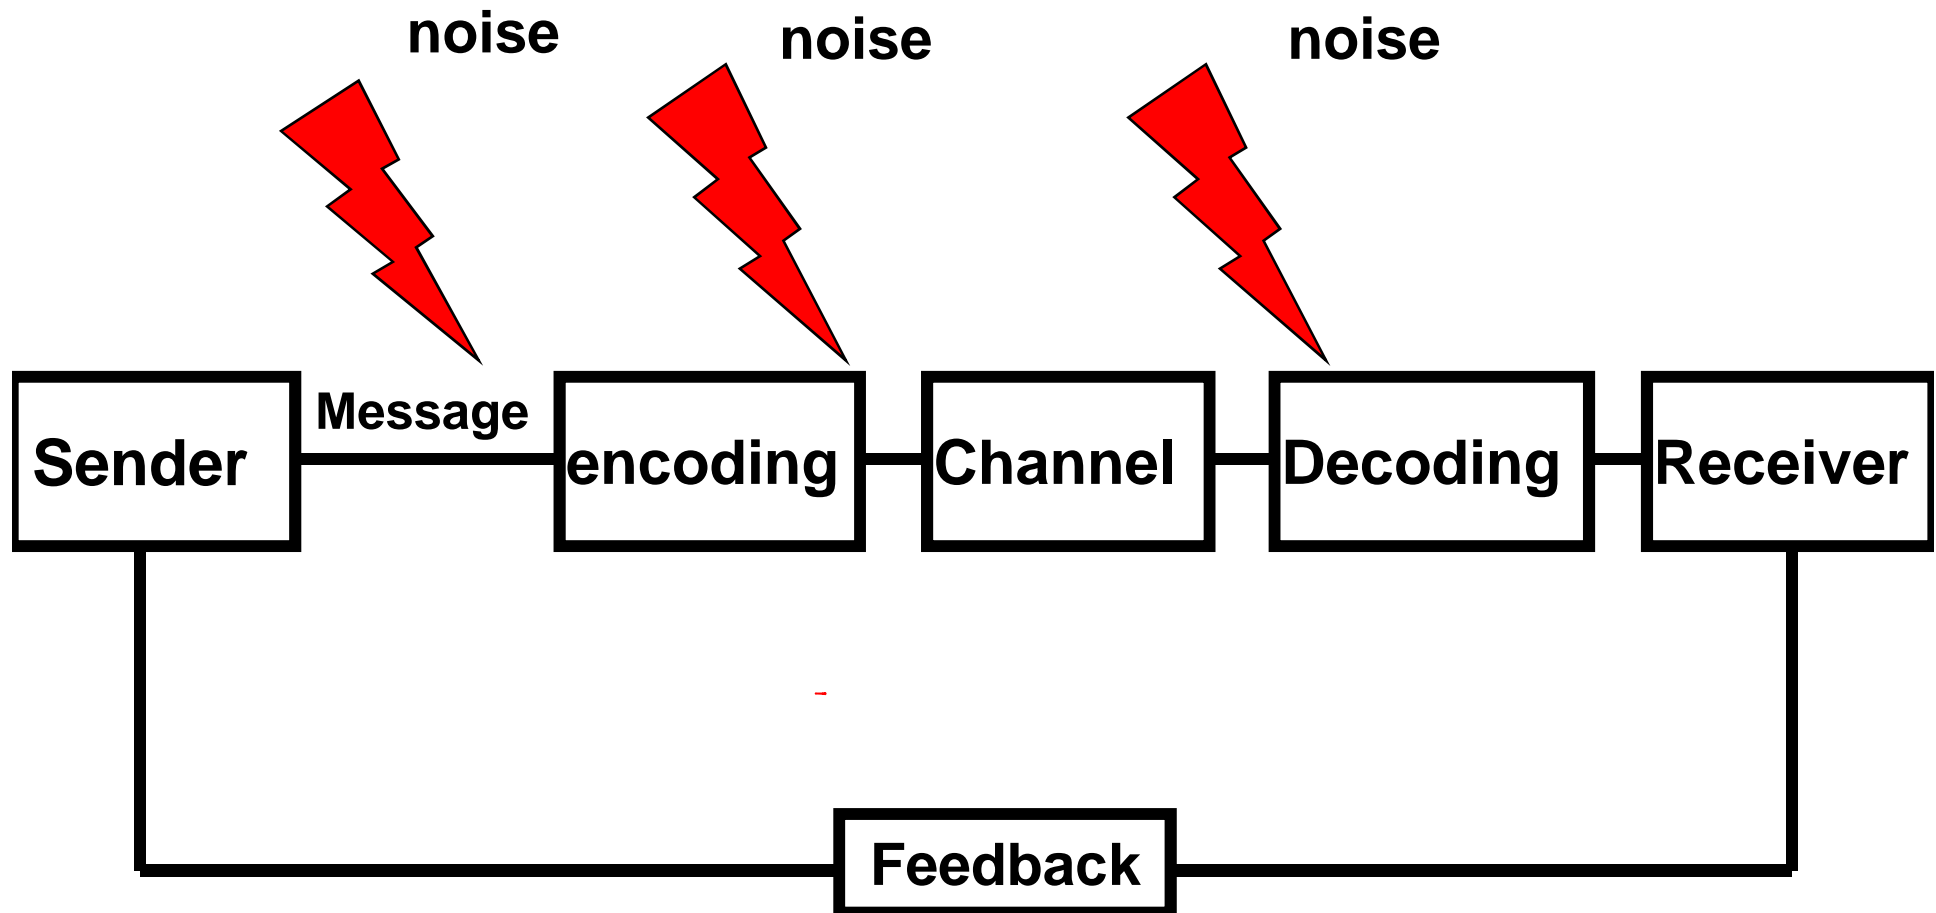 noise
noise
noise
Message
Sender
encoding
Channel
Decoding
Receiver
Feedback